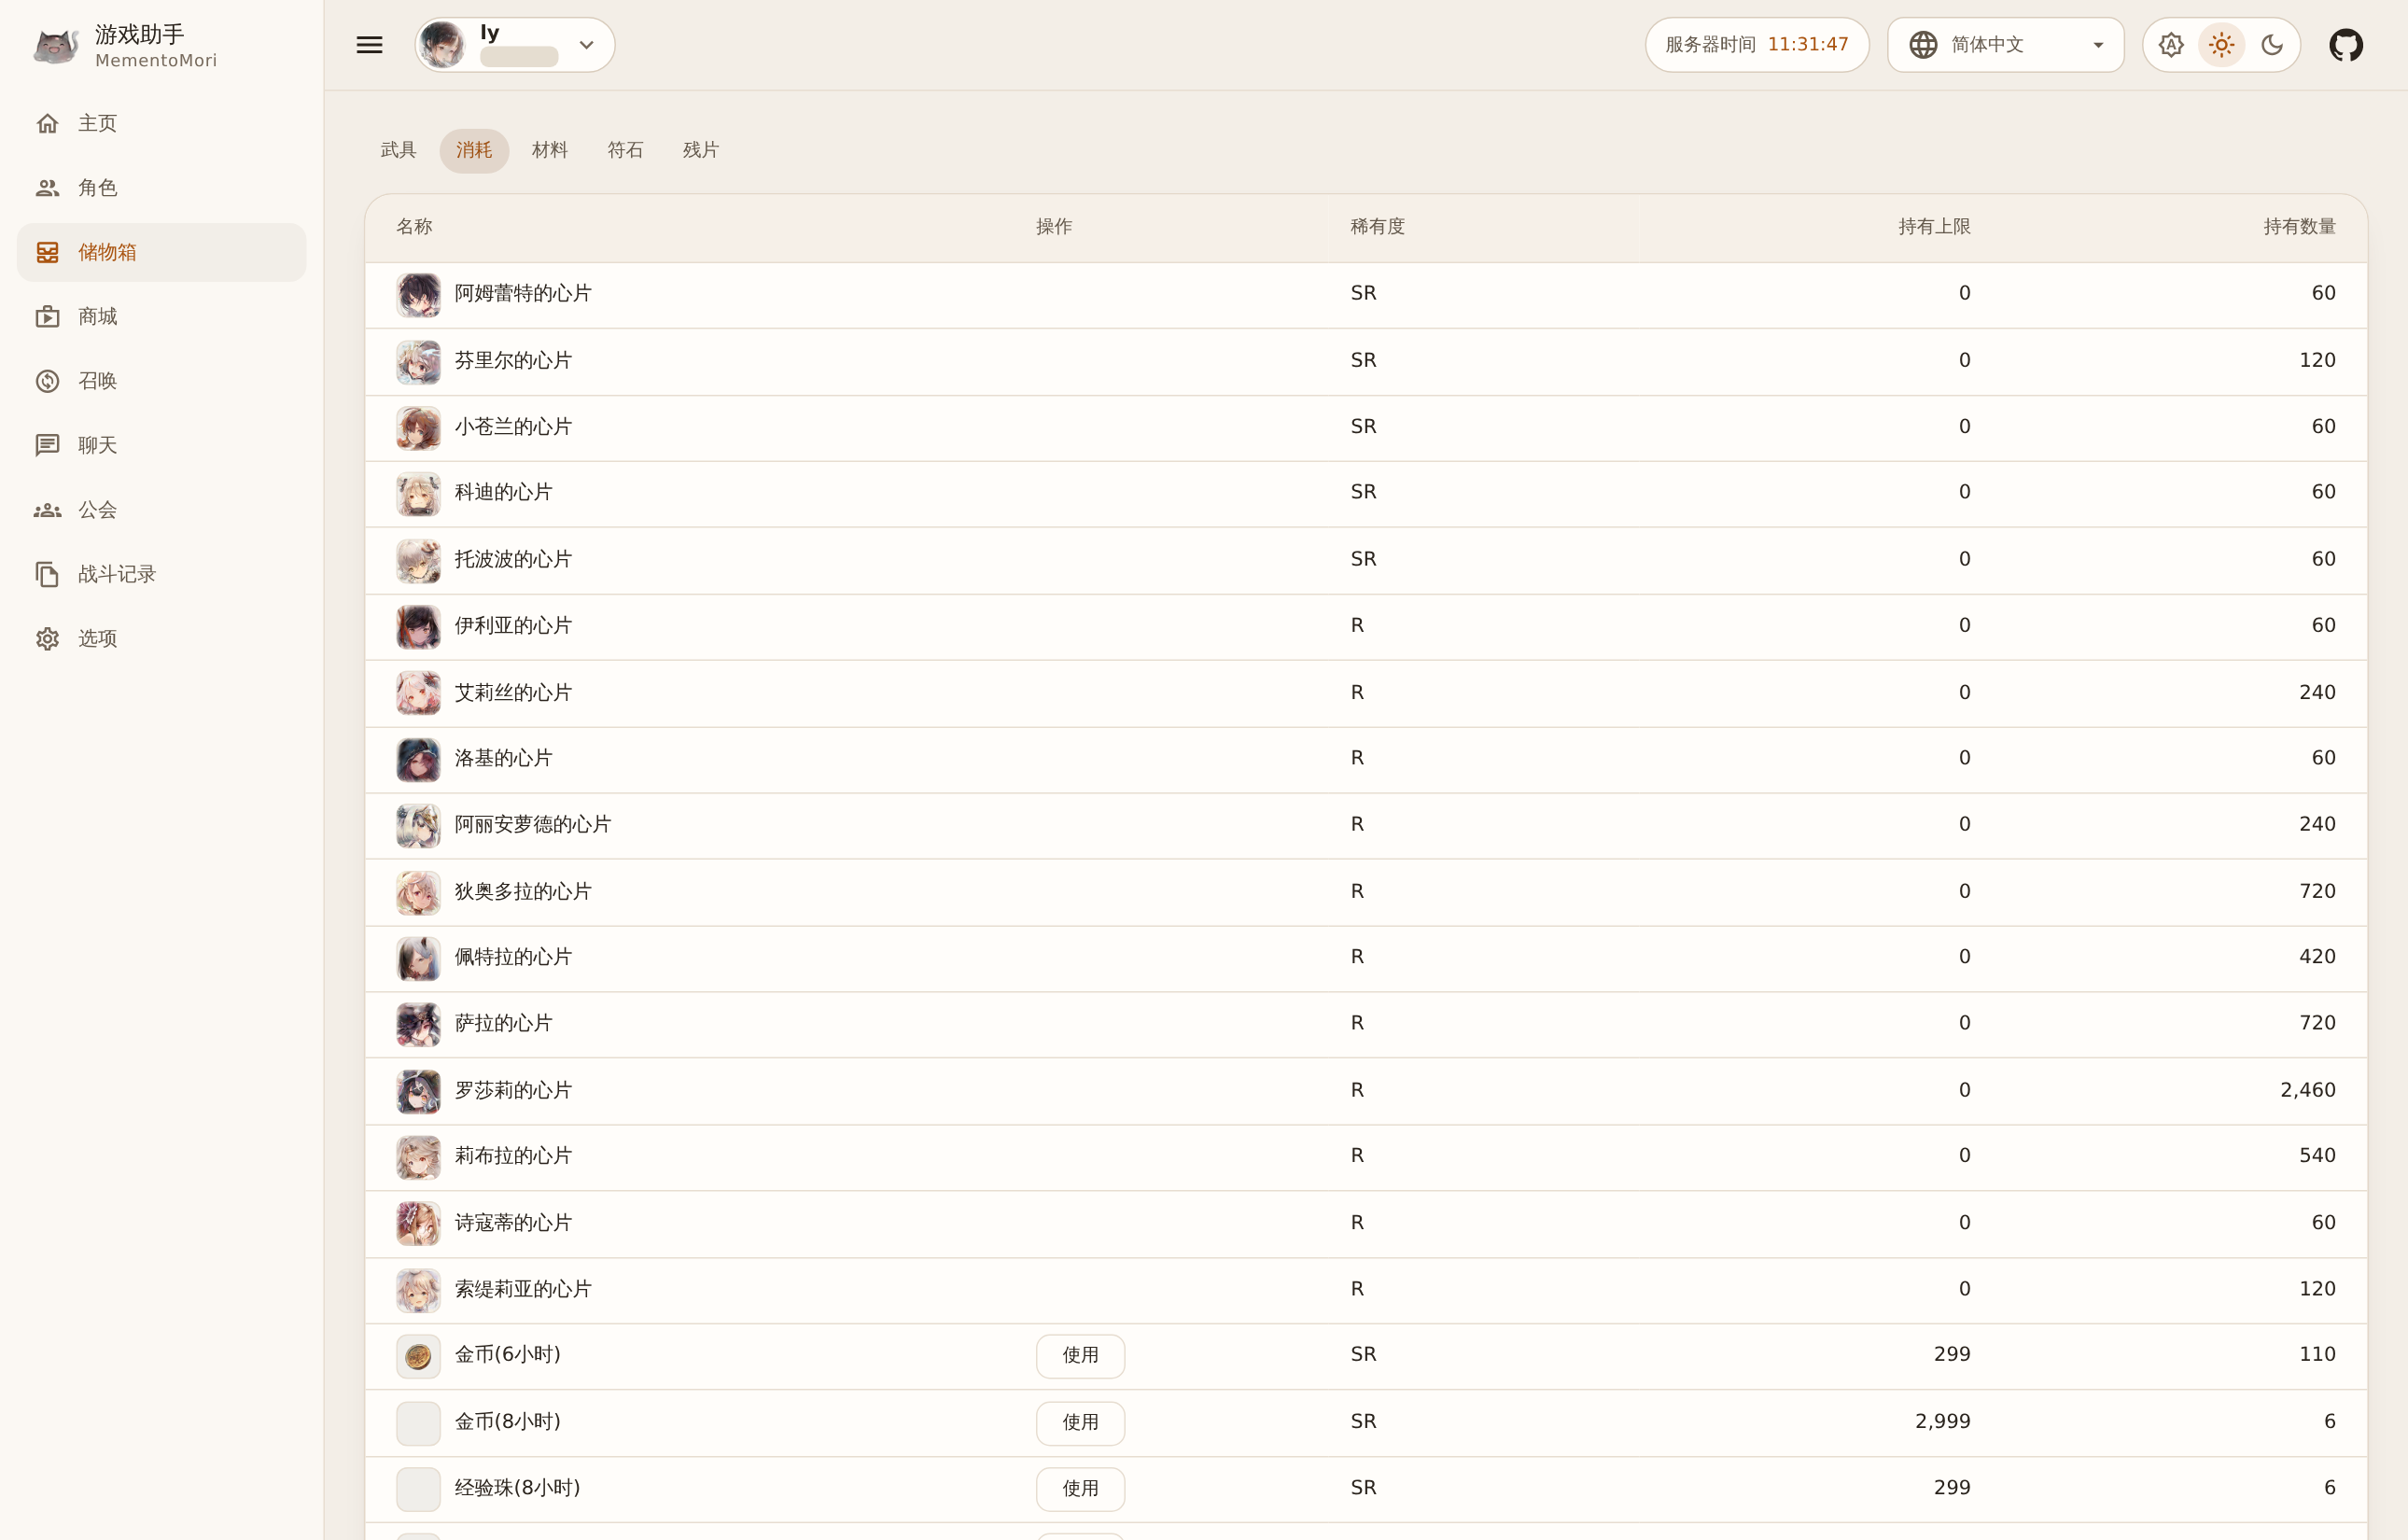 游戏助手
MementoMori
主页
角色
储物箱
商城
召唤
聊天
公会
战斗记录
选项
ly
服务器时间 11:31:47
简体中文
武具 消耗 材料 符石 残片
名称 操作 稀有度 持有上限 持有数量
阿姆蕾特的心片 SR 0 60
芬里尔的心片 SR 0 120
小苍兰的心片 SR 0 60
科迪的心片 SR 0 60
托波波的心片 SR 0 60
伊利亚的心片 R 0 60
艾莉丝的心片 R 0 240
洛基的心片 R 0 60
阿丽安萝德的心片 R 0 240
狄奥多拉的心片 R 0 720
佩特拉的心片 R 0 420
萨拉的心片 R 0 720
罗莎莉的心片 R 0 2,460
莉布拉的心片 R 0 540
诗寇蒂的心片 R 0 60
索缇莉亚的心片 R 0 120
金币(6小时) 使用 SR 299 110
金币(8小时) 使用 SR 2,999 6
经验珠(8小时) 使用 SR 299 6